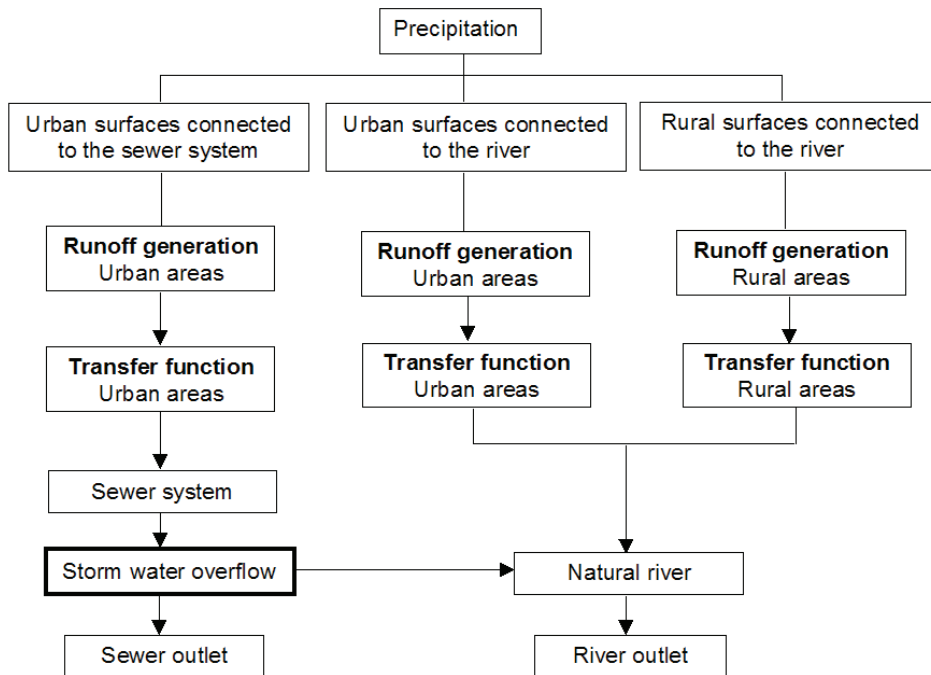 Precipitation
Urban surfaces connected
to the sewer system
Urban surfaces connected
to the river
Rural surfaces connected
to the river
Runoff generation
Urban areas
Runoff generation
Urban areas
Runoff generation
Rural areas
Transfer function
Urban areas
Transfer function
Urban areas
Transfer function
Rural areas
Sewer system
Storm water overflow
Natural river
Sewer outlet
River outlet